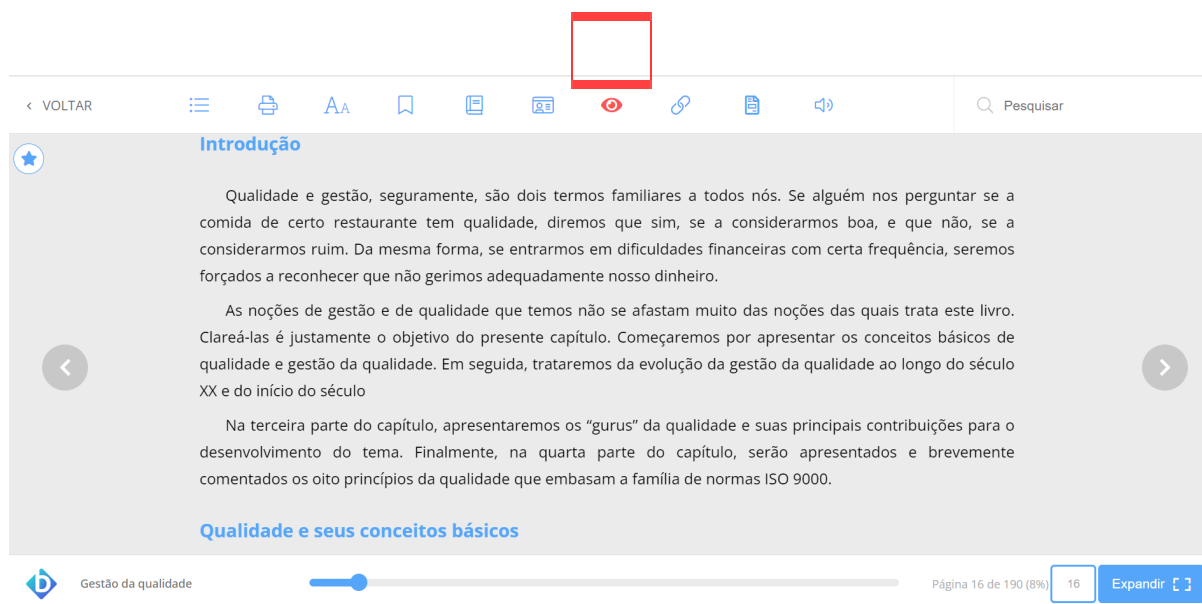 VOLTAR
Pesquisar
Introdução
Qualidade e gestão, seguramente, são dois termos familiares a todos nós. Se alguém nos perguntar se a
comida de certo restaurante tem qualidade, diremos que sim, se a considerarmos boa, e que não, se a
considerarmos ruim. Da mesma forma, se entrarmos em dificuldades financeiras com certa frequência, seremos
forçados a reconhecer que não gerimos adequadamente nosso dinheiro.
As noções de gestão e de qualidade que temos não se afastam muito das noções das quais trata este livro.
Clareá-las é justamente o objetivo do presente capítulo. Começaremos por apresentar os conceitos básicos de
qualidade e gestão da qualidade. Em seguida, trataremos da evolução da gestão da qualidade ao longo do século
XX e do início do século
Na terceira parte do capítulo, apresentaremos os “gurus” da qualidade e suas principais contribuições para o
desenvolvimento do tema. Finalmente, na quarta parte do capítulo, serão apresentados e brevemente
comentados os oito princípios da qualidade que embasam a família de normas ISO 9000.
Qualidade e seus conceitos básicos
Gestão da qualidade
Página 16 de 190 (8%)
16
Expandir